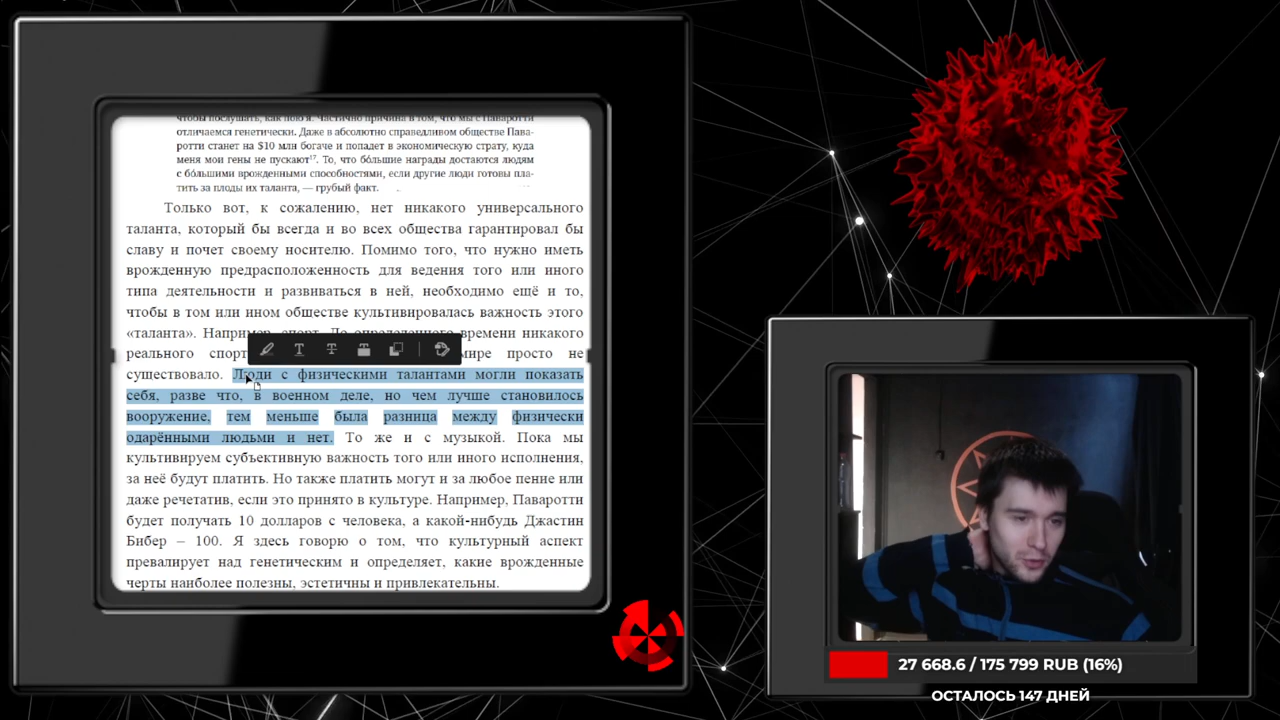 чтобы послушать, как пою я. Частично причина в том, что мы с Паваротти
отличаемся генетически. Даже в абсолютно справедливом обществе Пава-
ротти станет на $10 млн богаче и попадет в экономическую страту, куда
меня мои гены не пускают¹⁷. То, что бо́льшие награды достаются людям
с бо́льшими врожденными способностями, если другие люди готовы пла-
тить за плоды их таланта, — грубый факт.
Только вот, к сожалению, нет никакого универсального
таланта, который бы всегда и во всех общества гарантировал бы
славу и почет своему носителю. Помимо того, что нужно иметь
врожденную предрасположенность для ведения того или иного
типа деятельности и развиваться в ней, необходимо ещё и то,
чтобы в том или ином обществе культивировалась важность этого
«таланта». Например, спорт. До определенного времени никакого
реального спорт мире просто не
существовало. Люди с физическими талантами могли показать
себя, разве что, в военном деле, но чем лучше становилось
вооружение, тем меньше была разница между физически
одарёнными людьми и нет. То же и с музыкой. Пока мы
культивируем субъективную важность того или иного исполнения,
за неё будут платить. Но также платить могут и за любое пение или
даже речетатив, если это принято в культуре. Например, Паваротти
будет получать 10 долларов с человека, а какой-нибудь Джастин
Бибер – 100. Я здесь говорю о том, что культурный аспект
превалирует над генетическим и определяет, какие врожденные
черты наиболее полезны, эстетичны и привлекательны.
27 668.6 / 175 799 RUB (16%)
ОСТАЛОСЬ 147 ДНЕЙ